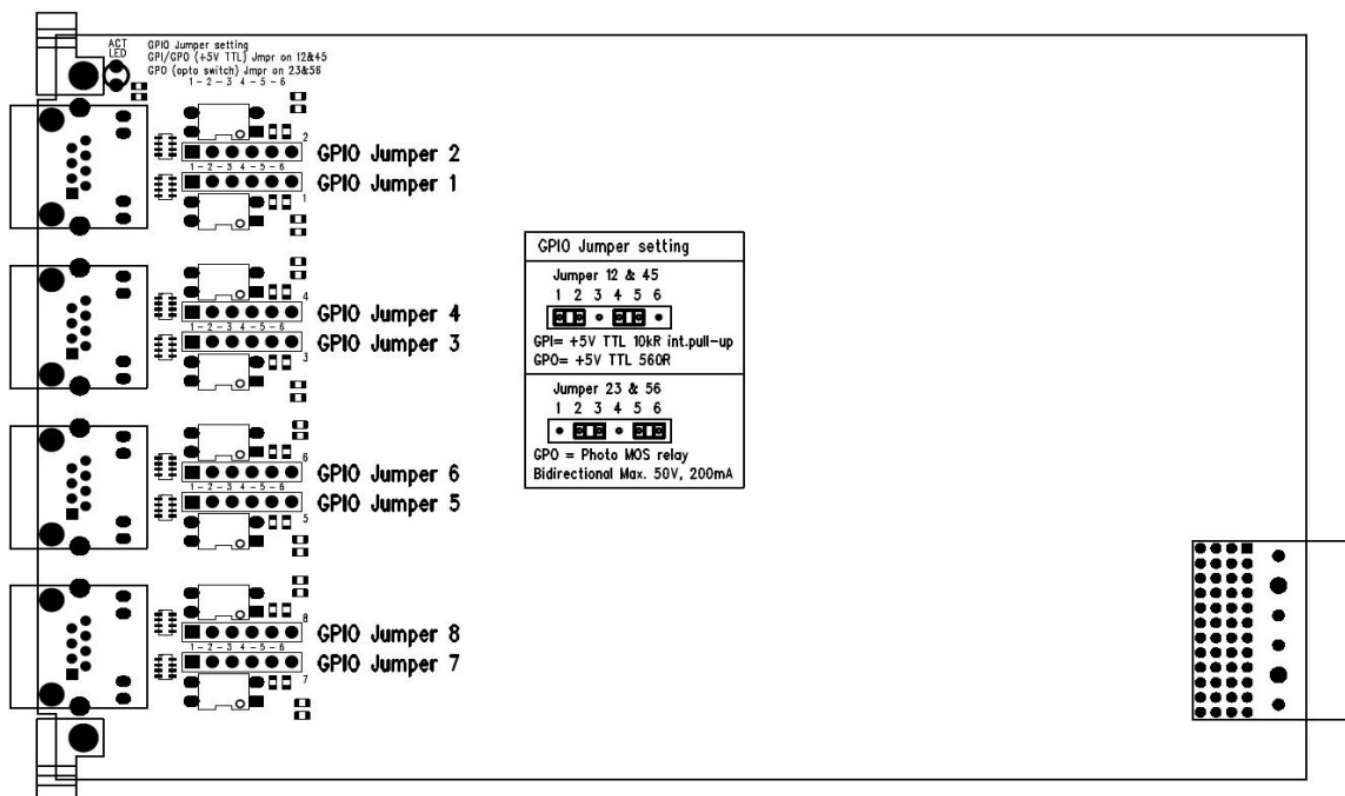 ACT
LED
GPIO Jumper setting
GPI/GPO (+5V TTL) Jmpr on 12&45
GPO (opto switch) Jmpr on 23&56
1 - 2 - 3 4 - 5 - 6
2
GPIO Jumper 2
1 - 2 - 3 4 - 5 - 6
GPIO Jumper 1
1
4
GPIO Jumper 4
1 - 2 - 3 4 - 5 - 6
GPIO Jumper 3
3
6
GPIO Jumper 6
1 - 2 - 3 4 - 5 - 6
GPIO Jumper 5
5
8
GPIO Jumper 8
1 - 2 - 3 4 - 5 - 6
GPIO Jumper 7
7
GPIO Jumper setting
Jumper 12 & 45
1 2 3 4 5 6
GPI= +5V TTL 10kR int.pull-up
GPO= +5V TTL 560R
Jumper 23 & 56
1 2 3 4 5 6
GPO = Photo MOS relay
Bidirectional Max. 50V, 200mA